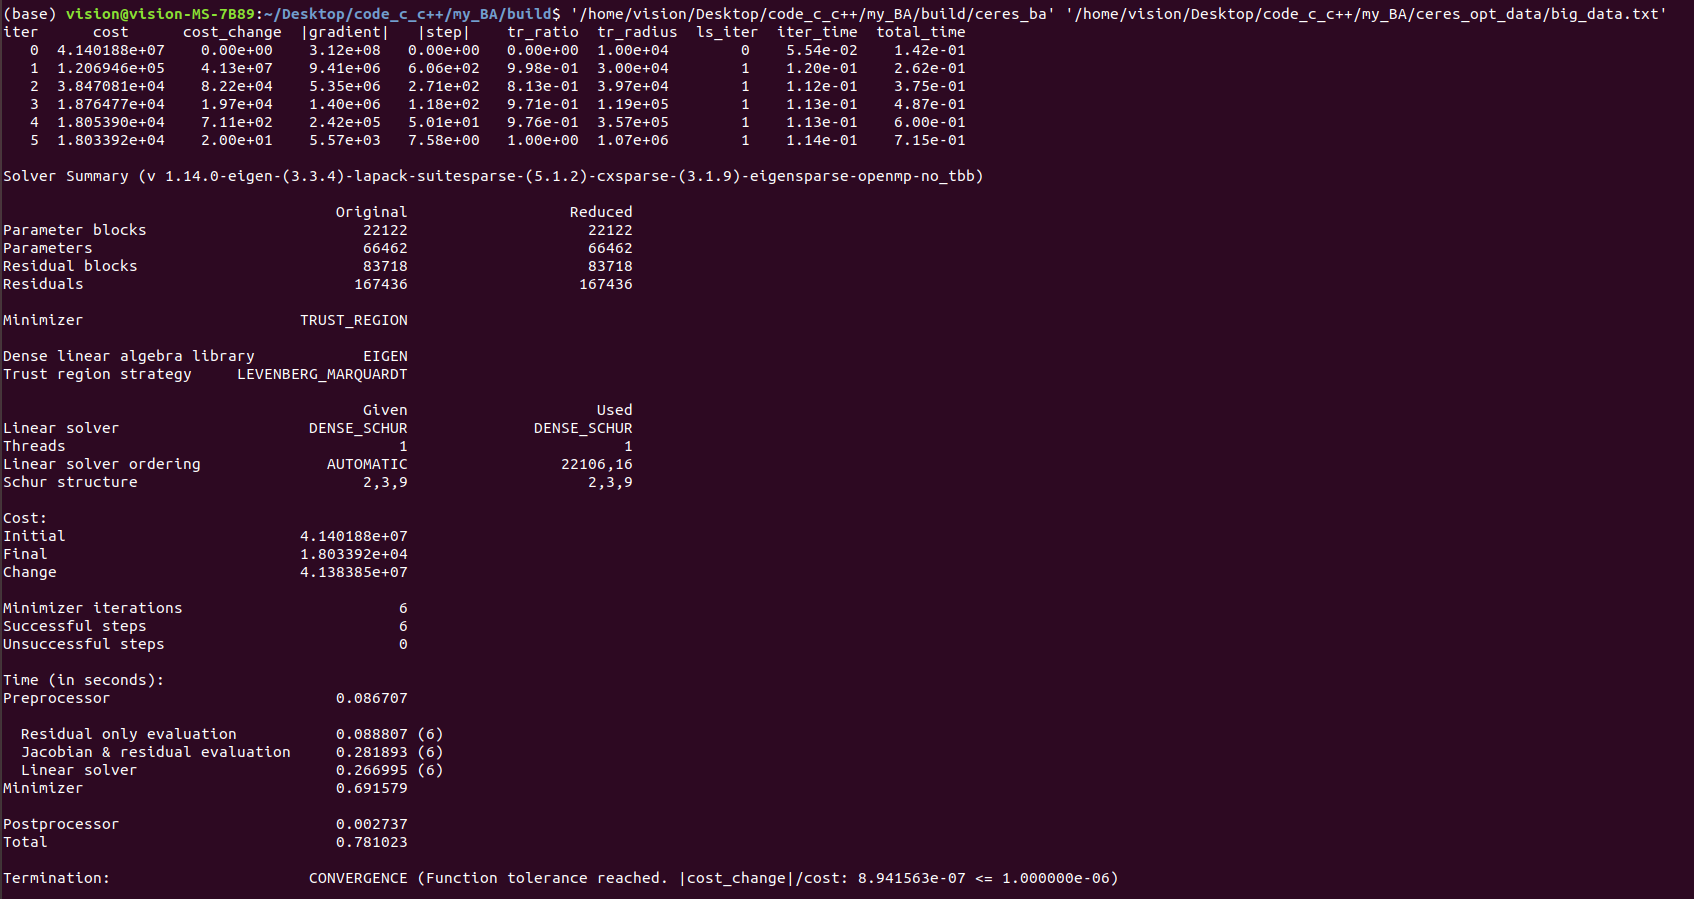 (base) vision@vision-MS-7B89:~/Desktop/code_c_c++/my_BA/build$ '/home/vision/Desktop/code_c_c++/my_BA/build/ceres_ba' '/home/vision/Desktop/code_c_c++/my_BA/ceres_opt_data/big_data.txt'
iter      cost      cost_change  |gradient|   |step|    tr_ratio  tr_radius  ls_iter  iter_time  total_time
   0  4.140188e+07    0.00e+00    3.12e+08   0.00e+00   0.00e+00  1.00e+04        0    5.54e-02    1.42e-01
   1  1.206946e+05    4.13e+07    9.41e+06   6.06e+02   9.98e-01  3.00e+04        1    1.20e-01    2.62e-01
   2  3.847081e+04    8.22e+04    5.35e+06   2.71e+02   8.13e-01  3.97e+04        1    1.12e-01    3.75e-01
   3  1.876477e+04    1.97e+04    1.40e+06   1.18e+02   9.71e-01  1.19e+05        1    1.13e-01    4.87e-01
   4  1.805390e+04    7.11e+02    2.42e+05   5.01e+01   9.76e-01  3.57e+05        1    1.13e-01    6.00e-01
   5  1.803392e+04    2.00e+01    5.57e+03   7.58e+00   1.00e+00  1.07e+06        1    1.14e-01    7.15e-01
Solver Summary (v 1.14.0-eigen-(3.3.4)-lapack-suitesparse-(5.1.2)-cxsparse-(3.1.9)-eigensparse-openmp-no_tbb)
                                     Original                  Reduced
Parameter blocks                        22122                    22122
Parameters                              66462                    66462
Residual blocks                         83718                    83718
Residuals                              167436                   167436
Minimizer                        TRUST_REGION
Dense linear algebra library            EIGEN
Trust region strategy     LEVENBERG_MARQUARDT
                                        Given                     Used
Linear solver                     DENSE_SCHUR              DENSE_SCHUR
Threads                                     1                        1
Linear solver ordering              AUTOMATIC                 22106,16
Schur structure                         2,3,9                    2,3,9
Cost:
Initial                          4.140188e+07
Final                            1.803392e+04
Change                           4.138385e+07
Minimizer iterations                        6
Successful steps                            6
Unsuccessful steps                          0
Time (in seconds):
Preprocessor                         0.086707
  Residual only evaluation           0.088807 (6)
  Jacobian & residual evaluation     0.281893 (6)
  Linear solver                      0.266995 (6)
Minimizer                            0.691579
Postprocessor                        0.002737
Total                                0.781023
Termination:                      CONVERGENCE (Function tolerance reached. |cost_change|/cost: 8.941563e-07 <= 1.000000e-06)